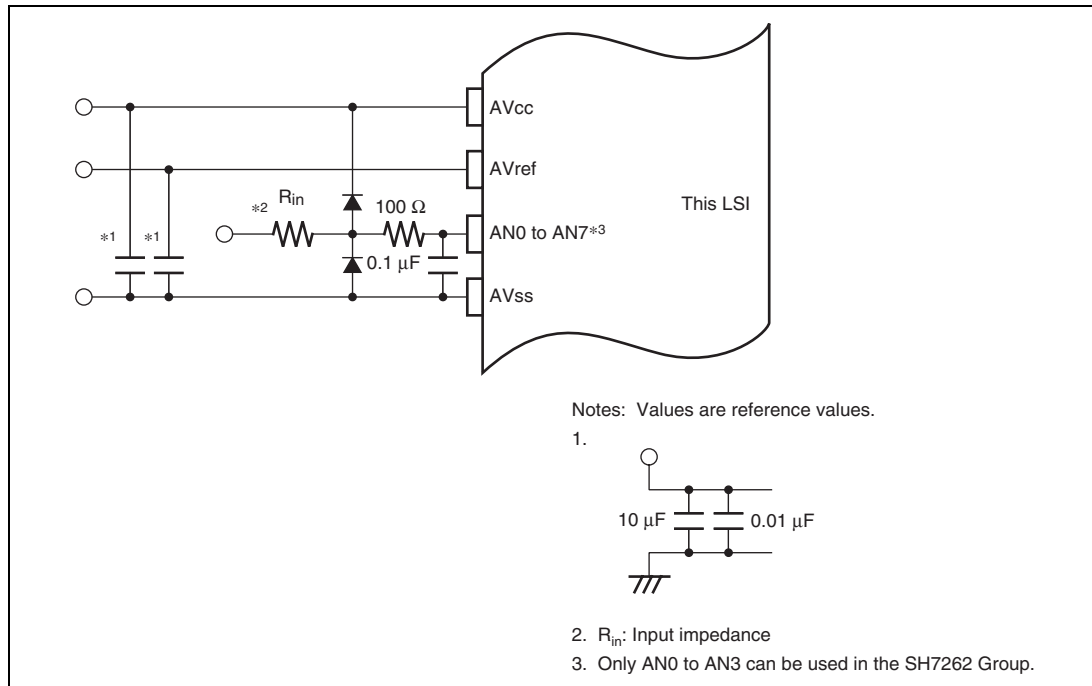 AVcc
AVref
*2 Rin
100 Ω
This LSI
*1
*1
AN0 to AN7*3
0.1 μF
AVss
Notes: Values are reference values.
1.
10 μF
0.01 μF
2. Rin: Input impedance
3. Only AN0 to AN3 can be used in the SH7262 Group.